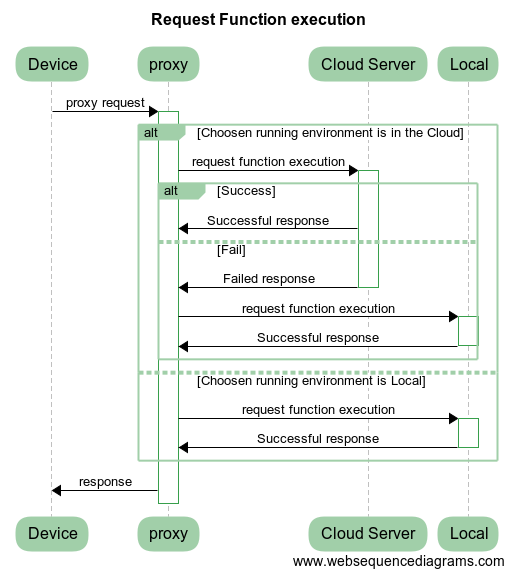 Request Function execution
Device
proxy
Cloud Server
Local
proxy request
alt
[Choosen running environment is in the Cloud]
request function execution
alt
[Success]
Successful response
[Fail]
Failed response
request function execution
Successful response
[Choosen running environment is Local]
request function execution
Successful response
response
Device
proxy
Cloud Server
Local
www.websequencediagrams.com